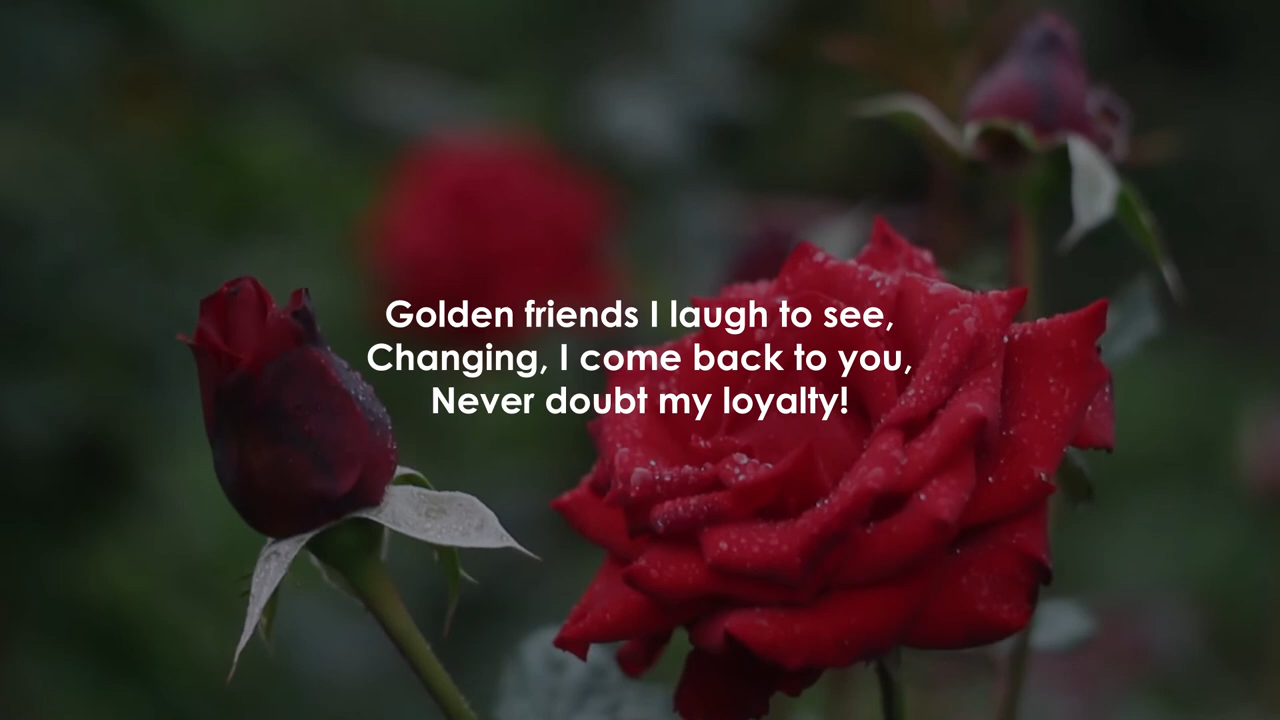 Golden friends I laugh to see,
Changing, I come back to you,
Never doubt my loyalty!